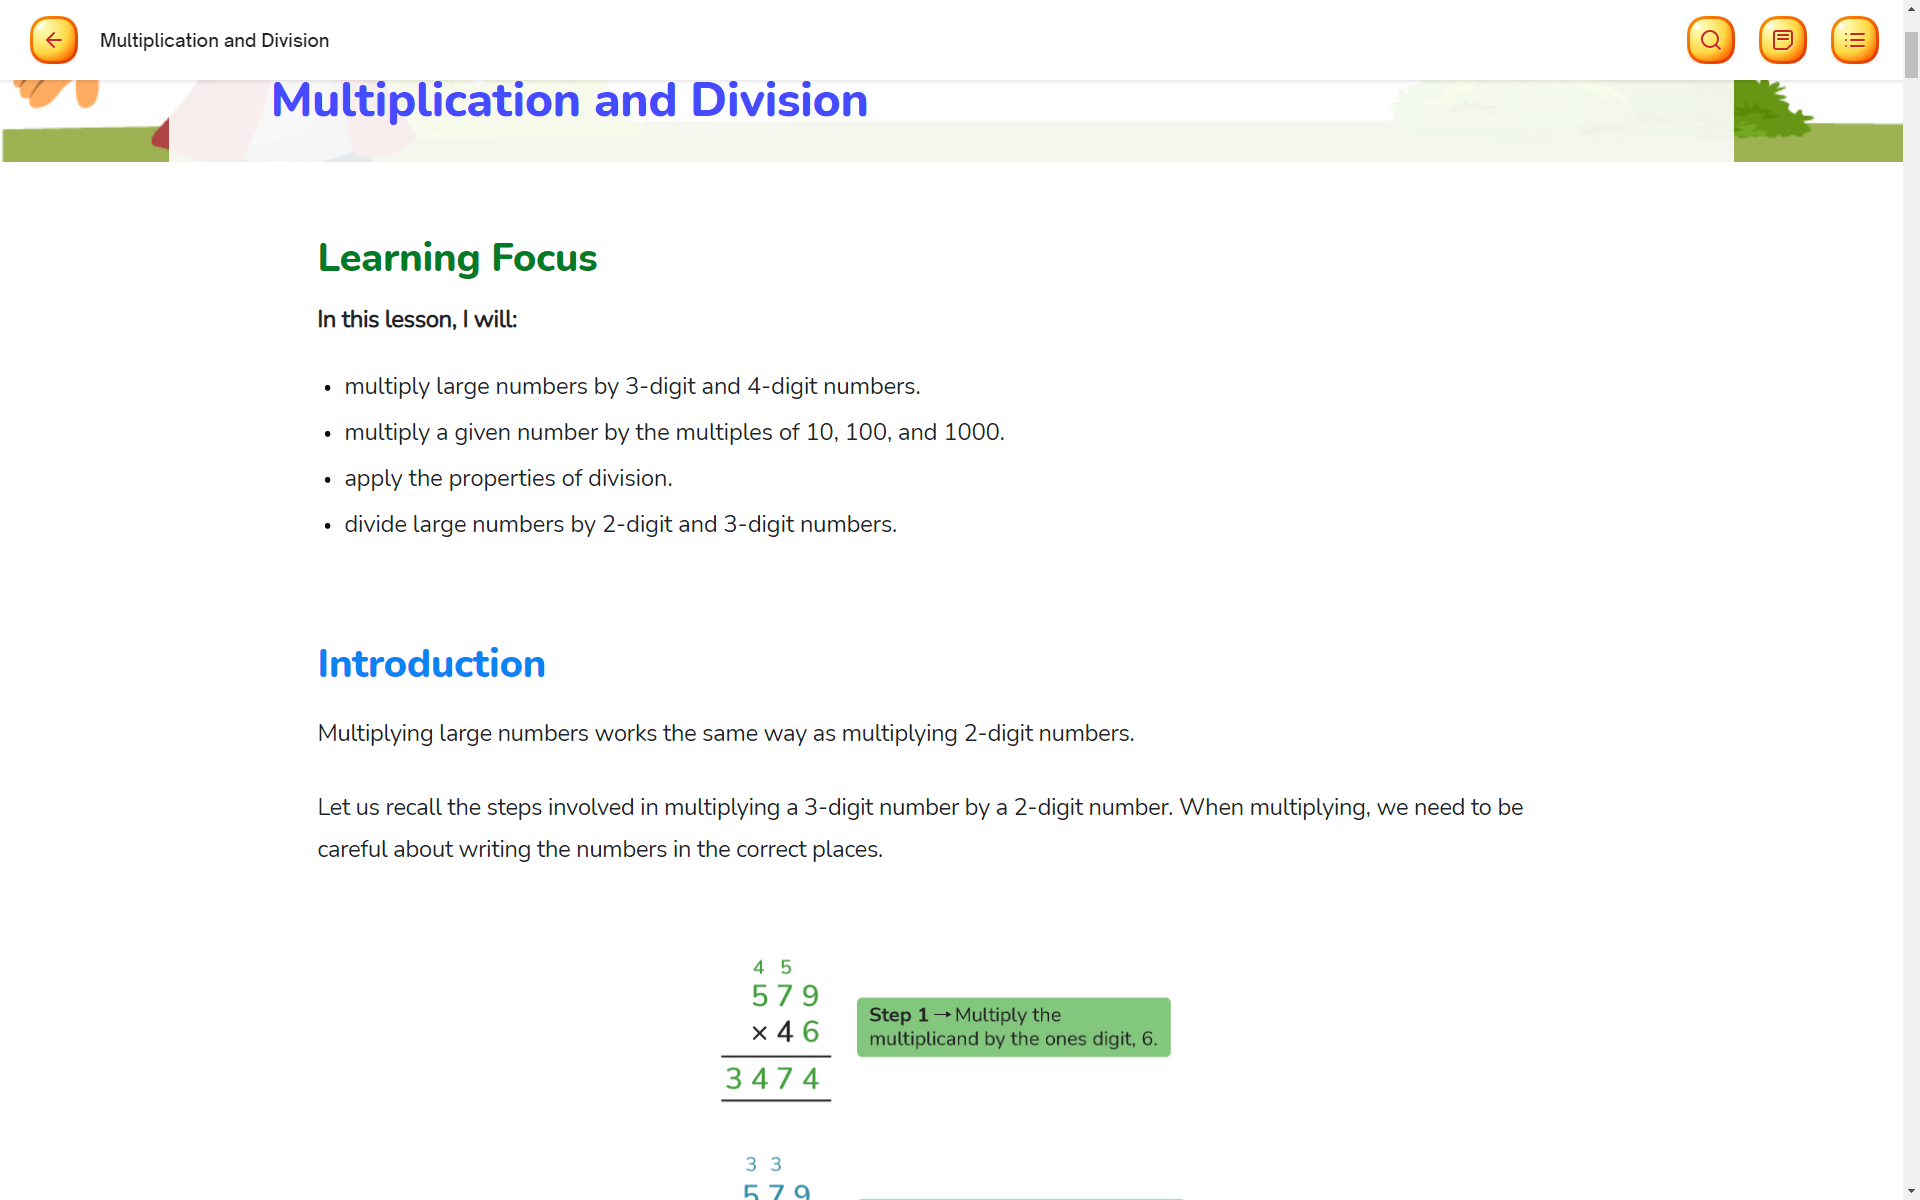 Multiplication and Division
Multiplication and Division
Learning Focus
In this lesson, I will:
• multiply large numbers by 3-digit and 4-digit numbers.
• multiply a given number by the multiples of 10, 100, and 1000.
• apply the properties of division.
• divide large numbers by 2-digit and 3-digit numbers.
Introduction
Multiplying large numbers works the same way as multiplying 2-digit numbers.
Let us recall the steps involved in multiplying a 3-digit number by a 2-digit number. When multiplying, we need to be
careful about writing the numbers in the correct places.
4 5
5 7 9
× 4 6
3 4 7 4
Step 1 → Multiply the
multiplicand by the ones digit, 6.
3 3
5 7 9